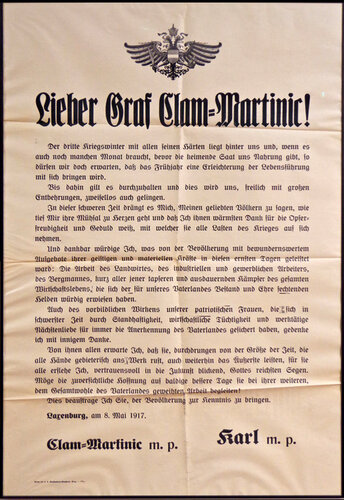 Lieber Graf Clam=Martinic!
Der dritte Kriegswinter mit allen seinen Härten liegt hinter uns und, wenn es
auch noch manchen Monat braucht, bevor die keimende Saat uns Nahrung gibt, so
dürfen wir doch erwarten, daß das Frühjahr eine Erleichterung der Lebensführung
mit sich bringen wird.
Bis dahin gilt es durchzuhalten und dies wird uns, freilich mit großen
Entbehrungen, zweifellos auch gelingen.
In dieser schweren Zeit drängt es Mich, Meinen geliebten Völkern zu sagen, wie
tief Mir ihre Mühsal zu Herzen geht und daß Ich ihnen wärmsten Dank für die Opfer-
freudigkeit und Geduld weiß, mit welcher sie alle Lasten des Krieges auf sich
nehmen.
Und dankbar würdige Ich, was von der Bevölkerung mit bewundernswertem
Aufgebote ihrer geistigen und materiellen Kräfte in diesen ernsten Tagen geleistet
ward: Die Arbeit des Landwirtes, des industriellen und gewerblichen Arbeiters,
des Bergmannes, kurz aller jener tapferen und ausdauernden Kämpfer des gesamten
Wirtschaftslebens, die sich der für unseres Vaterlandes Bestand und Ehre fechtenden
Helden würdig erwiesen haben.
Auch des vorbildlichen Wirkens unserer patriotischen Frauen, die sich in
schwerster Zeit durch Standhaftigkeit, wirtschaftliche Tüchtigkeit und werktätige
Nächstenliebe für immer die Anerkennung des Vaterlandes gesichert haben, gedenke
ich mit innigem Danke.
Von ihnen allen erwarte Ich, daß sie, durchdrungen von der Größe der Zeit, die
alle Hände gebieterisch ans Werk ruft, auch weiterhin das Äußerste leisten, für sie
alle erflehe Ich, vertrauensvoll in die Zukunft blickend, Gottes reichsten Segen.
Möge die zuversichtliche Hoffnung auf baldige bessere Tage sie bei ihrer weiteren,
dem Gesamtwohle des Vaterlandes geweihten Arbeit begleiten!
Dies beauftrage Ich Sie, der Bevölkerung zur Kenntnis zu bringen.
Laxenburg, am 8. Mai 1917.
Clam=Martinic m. p. Karl m. p.